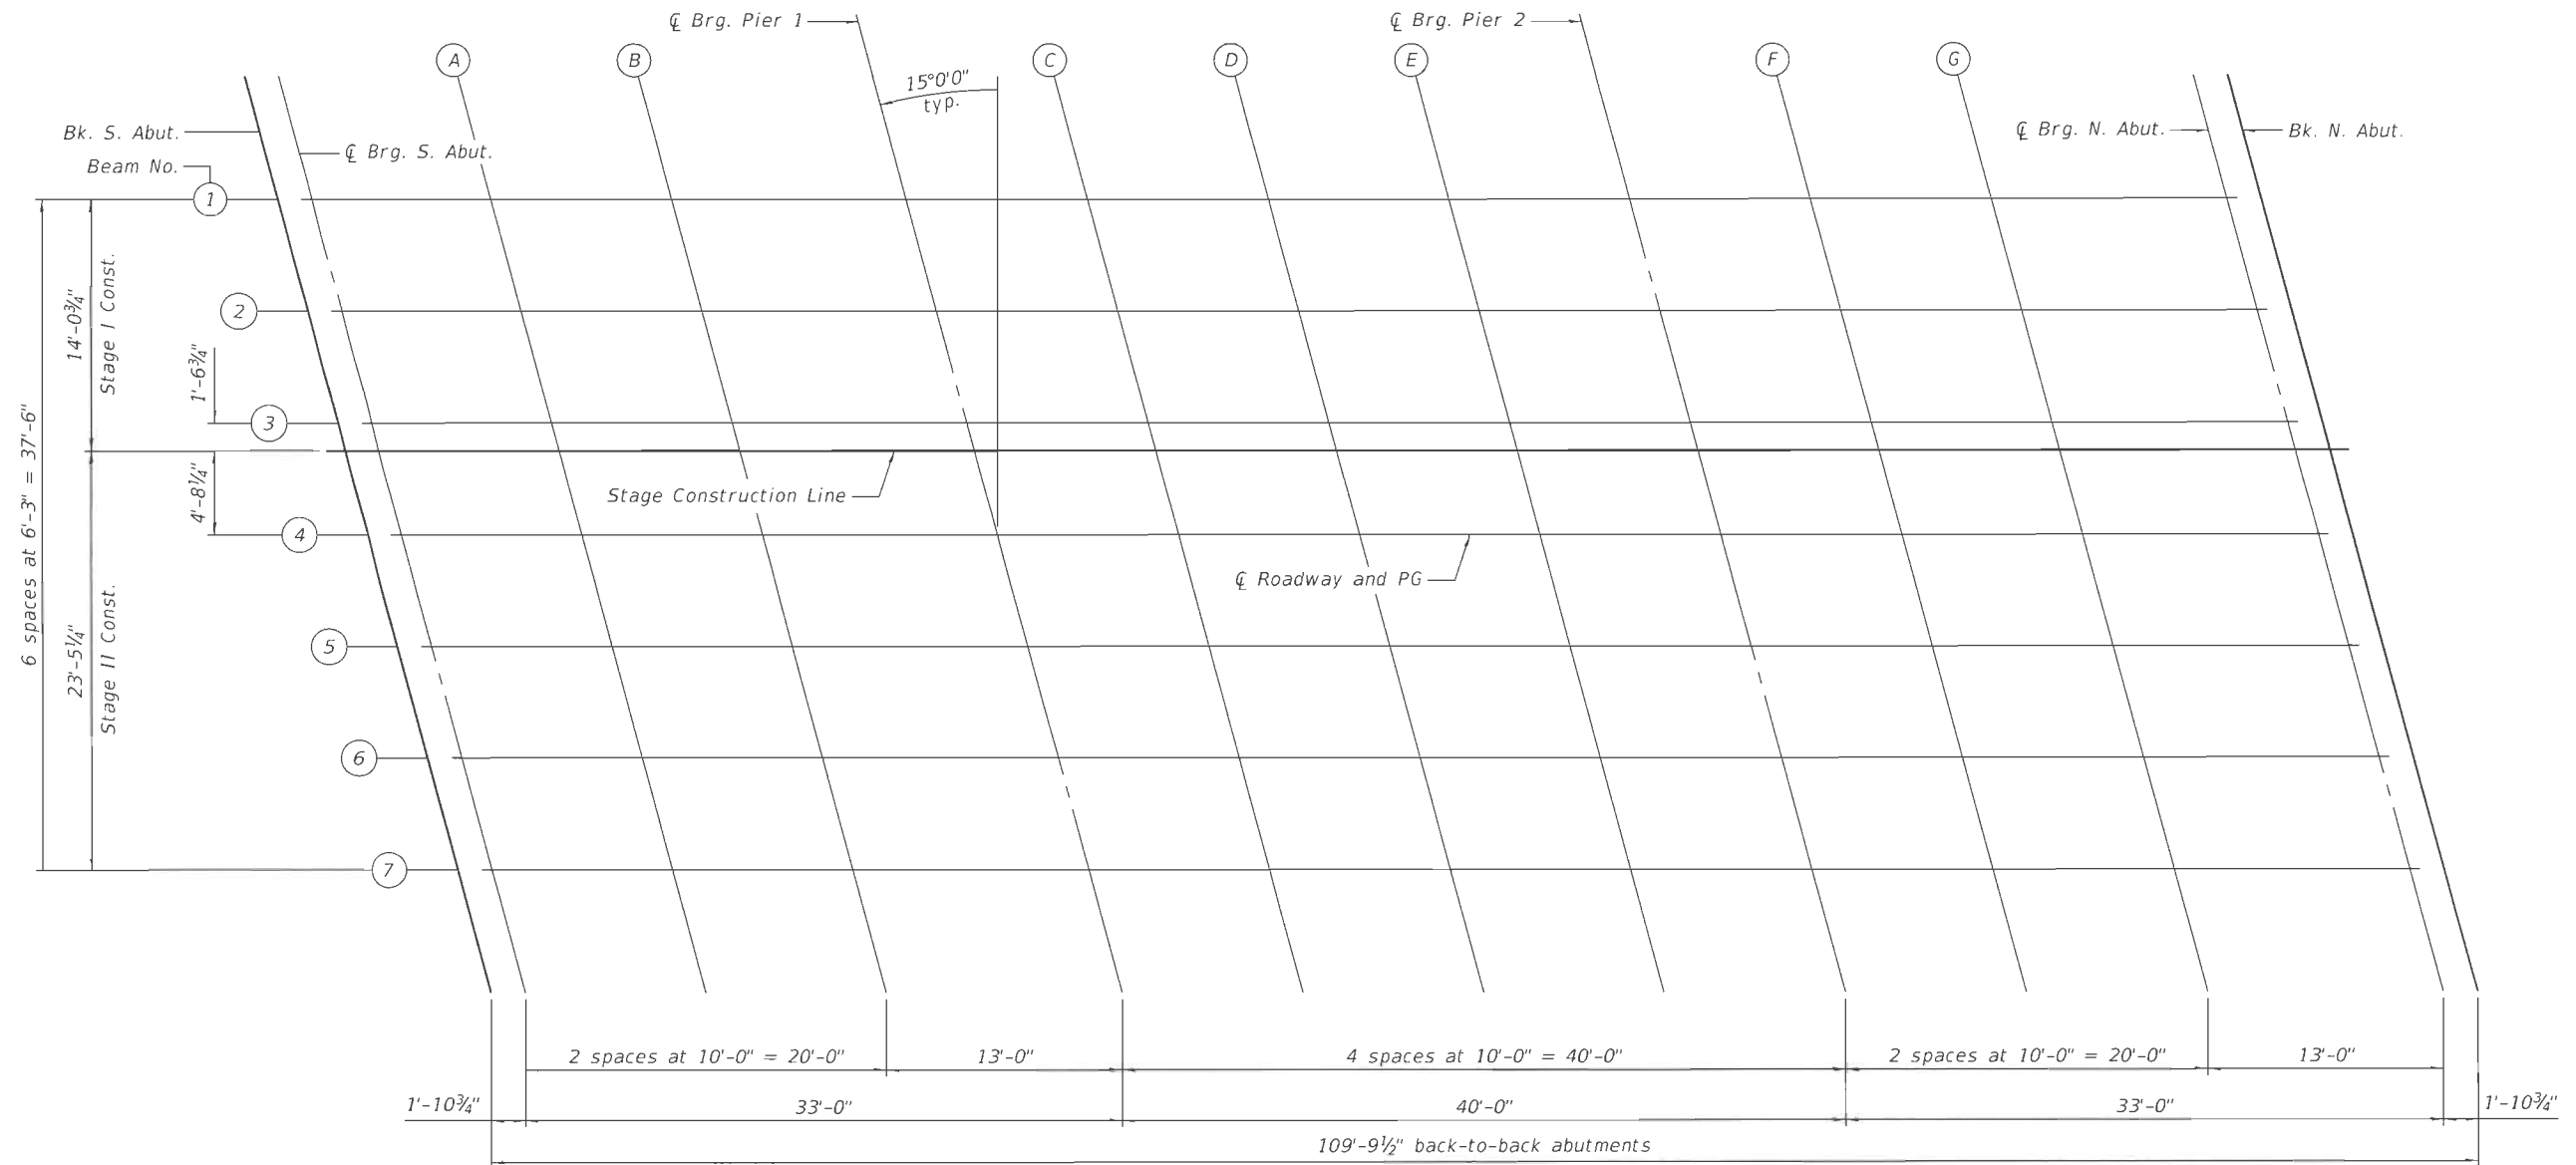 ℄ Brg. Pier 1
℄ Brg. Pier 2
A
B
C
D
E
F
G
15°0'0"
typ.
Bk. S. Abut.
℄ Brg. S. Abut.
℄ Brg. N. Abut.
Bk. N. Abut.
Beam No.
1
2
3
4
5
6
7
6 spaces at 6'-3" = 37'-6"
14'-0¾"
Stage I Const.
1'-6¾"
4'-8¼"
23'-5¼"
Stage II Const.
Stage Construction Line
℄ Roadway and PG
2 spaces at 10'-0" = 20'-0"
13'-0"
4 spaces at 10'-0" = 40'-0"
2 spaces at 10'-0" = 20'-0"
13'-0"
1'-10¾"
33'-0"
40'-0"
33'-0"
1'-10¾"
109'-9½" back-to-back abutments